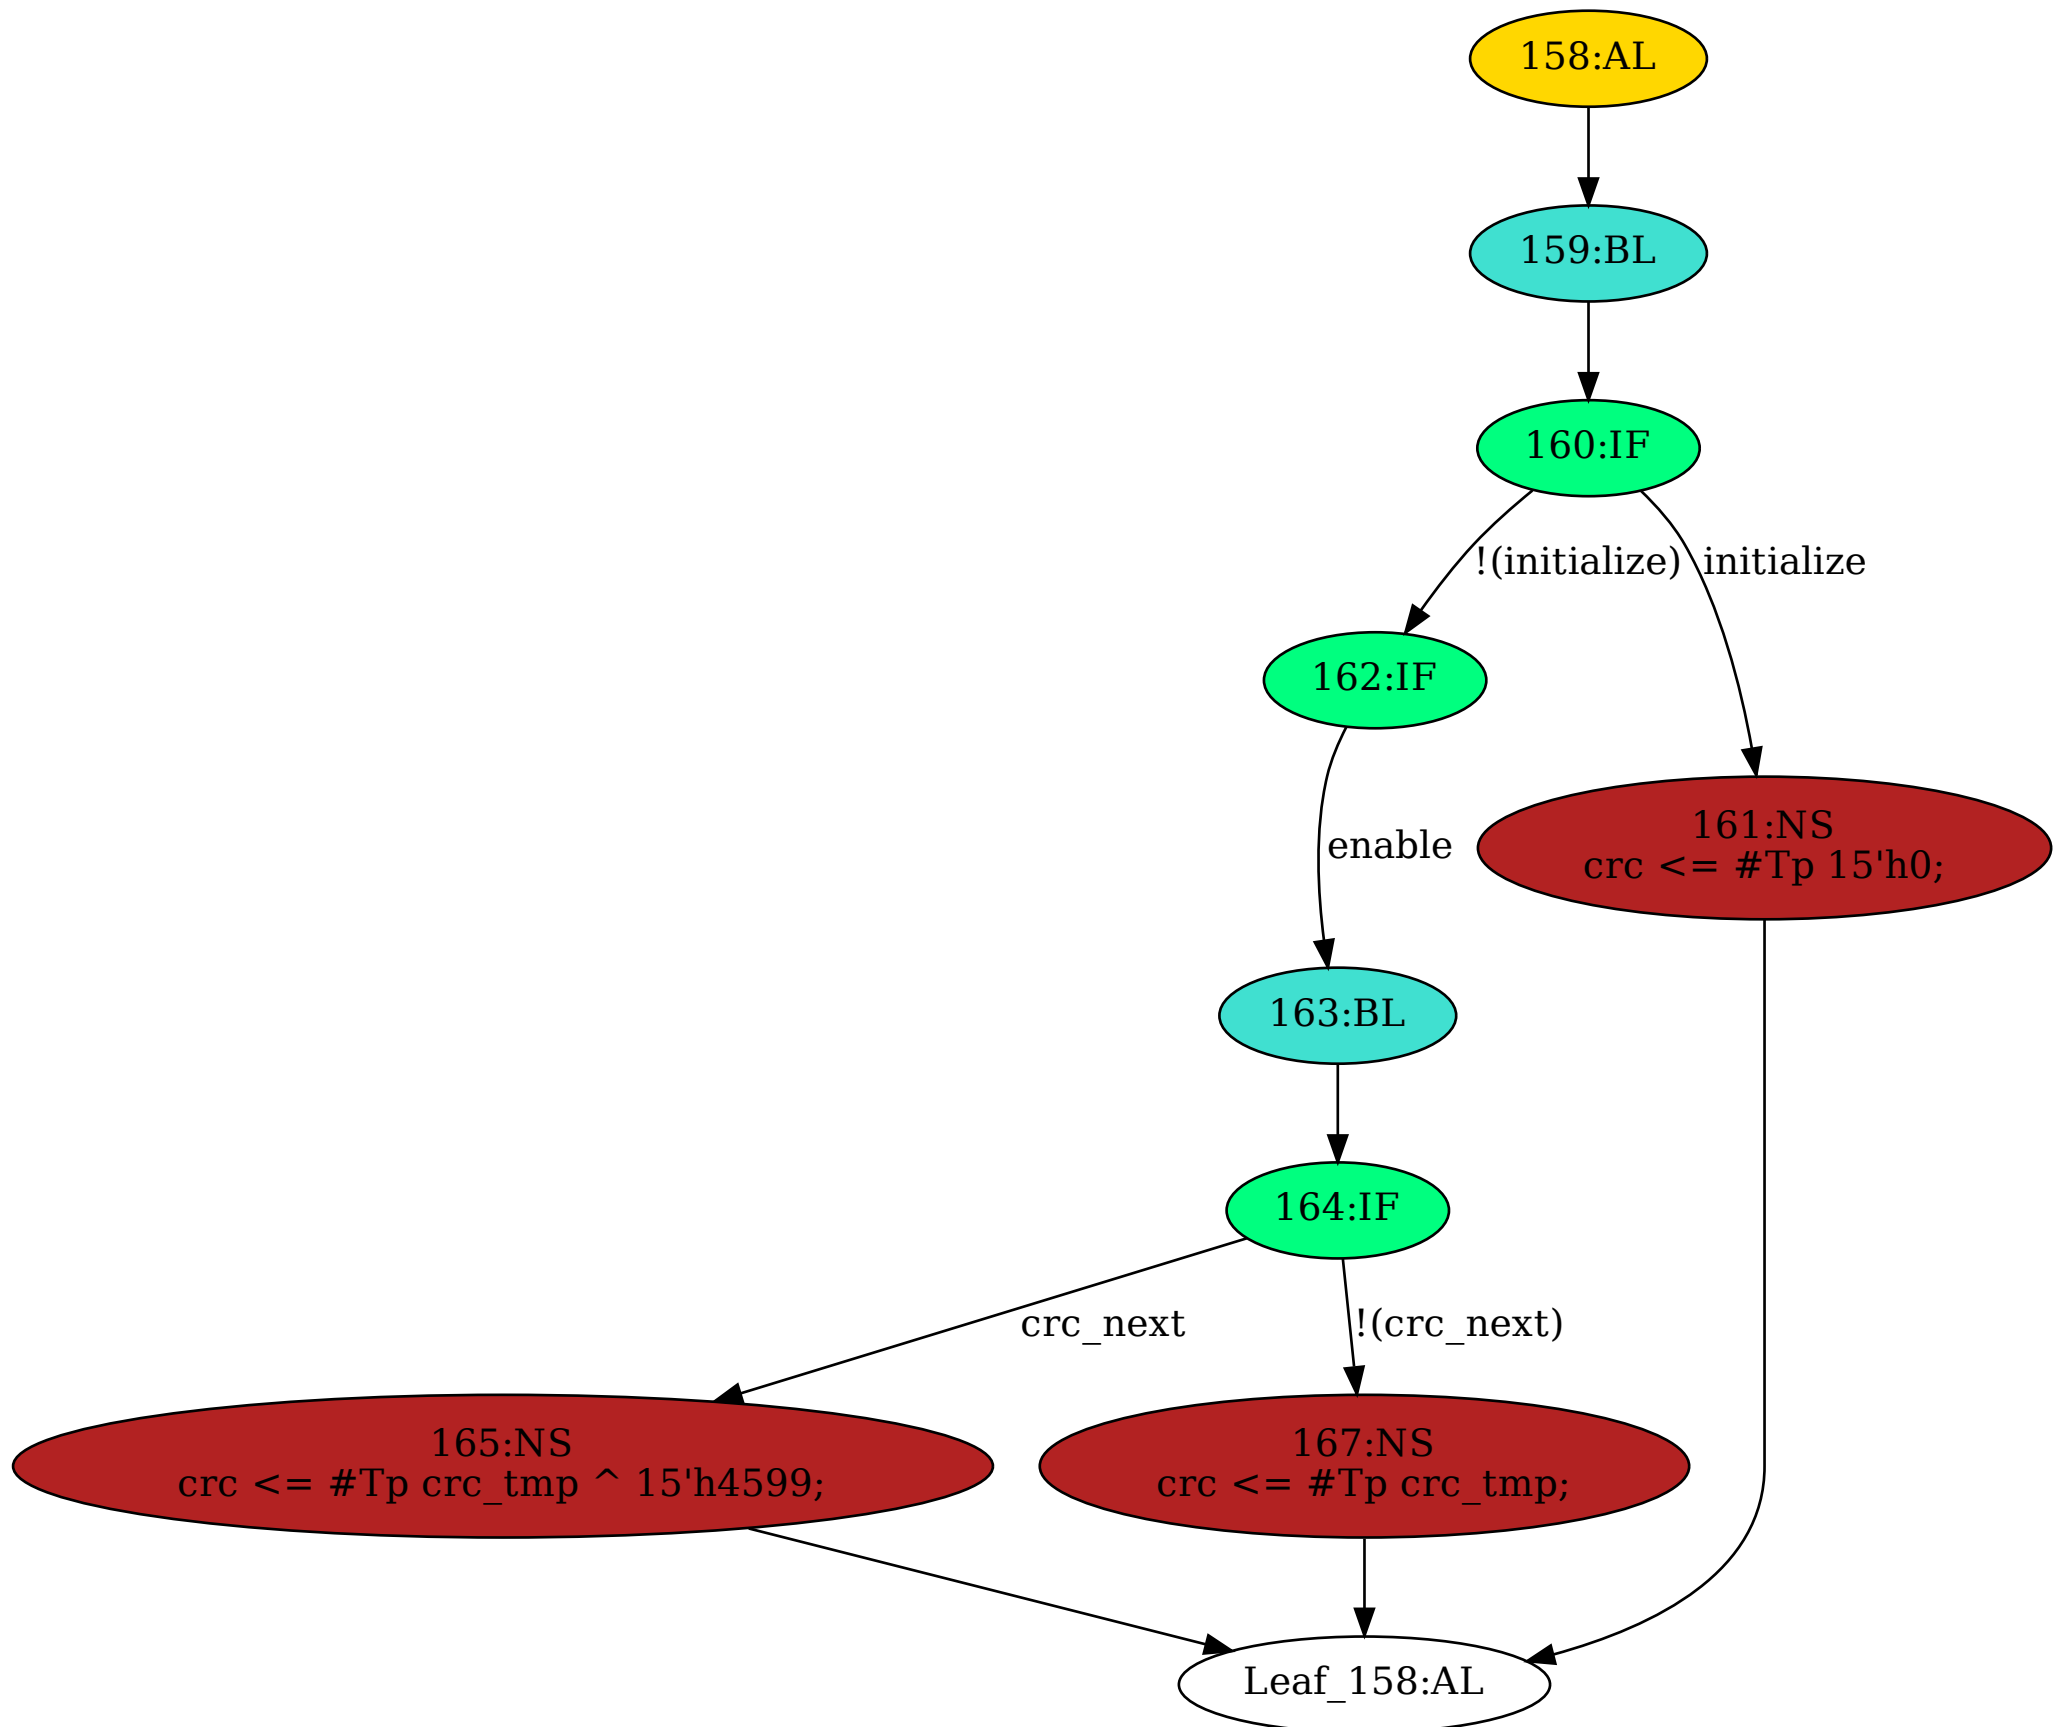 158:AL
159:BL
160:IF
!(initialize)
initialize
162:IF
enable
161:NS
crc <= #Tp 15'h0;
163:BL
164:IF
crc_next
!(crc_next)
165:NS
crc <= #Tp crc_tmp ^ 15'h4599;
167:NS
crc <= #Tp crc_tmp;
Leaf_158:AL